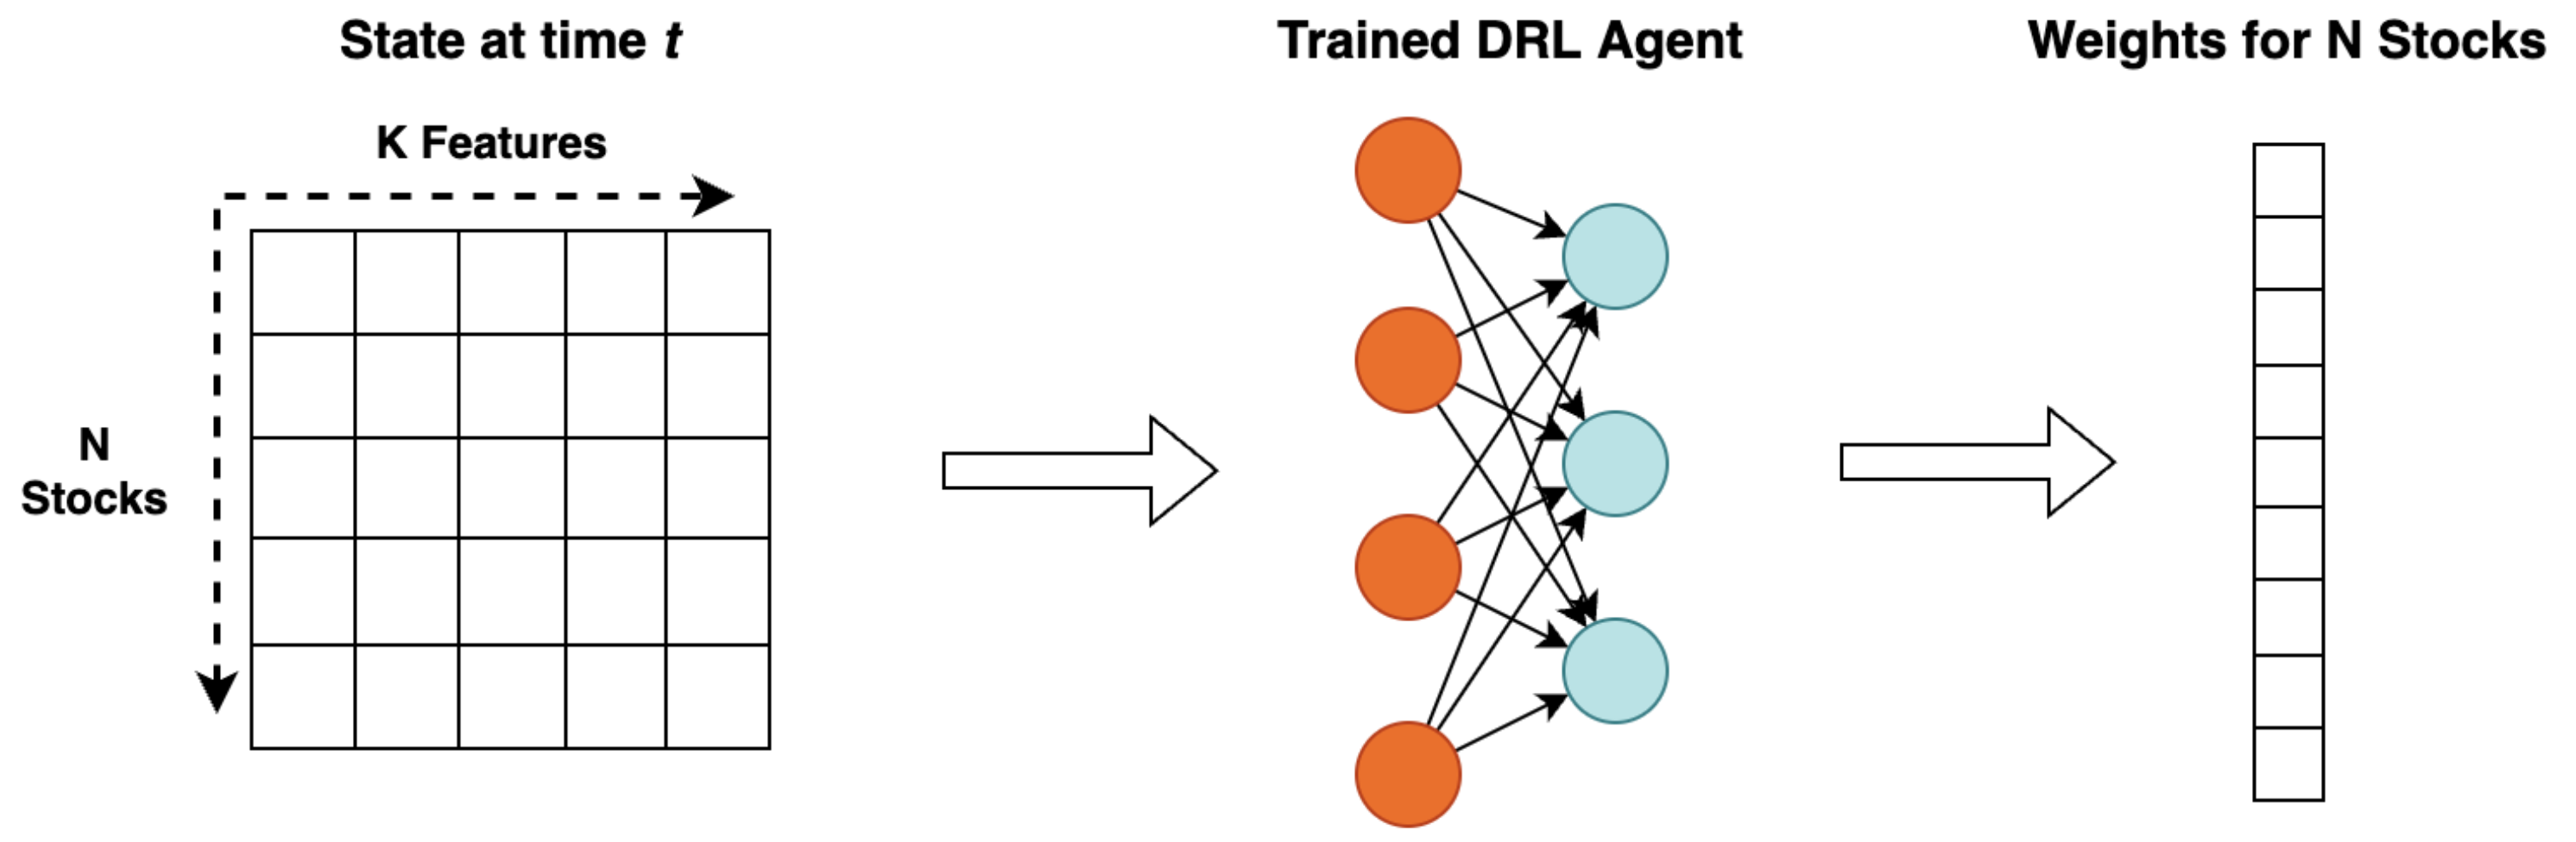 State at time t
Trained DRL Agent
Weights for N Stocks
K Features
N
Stocks